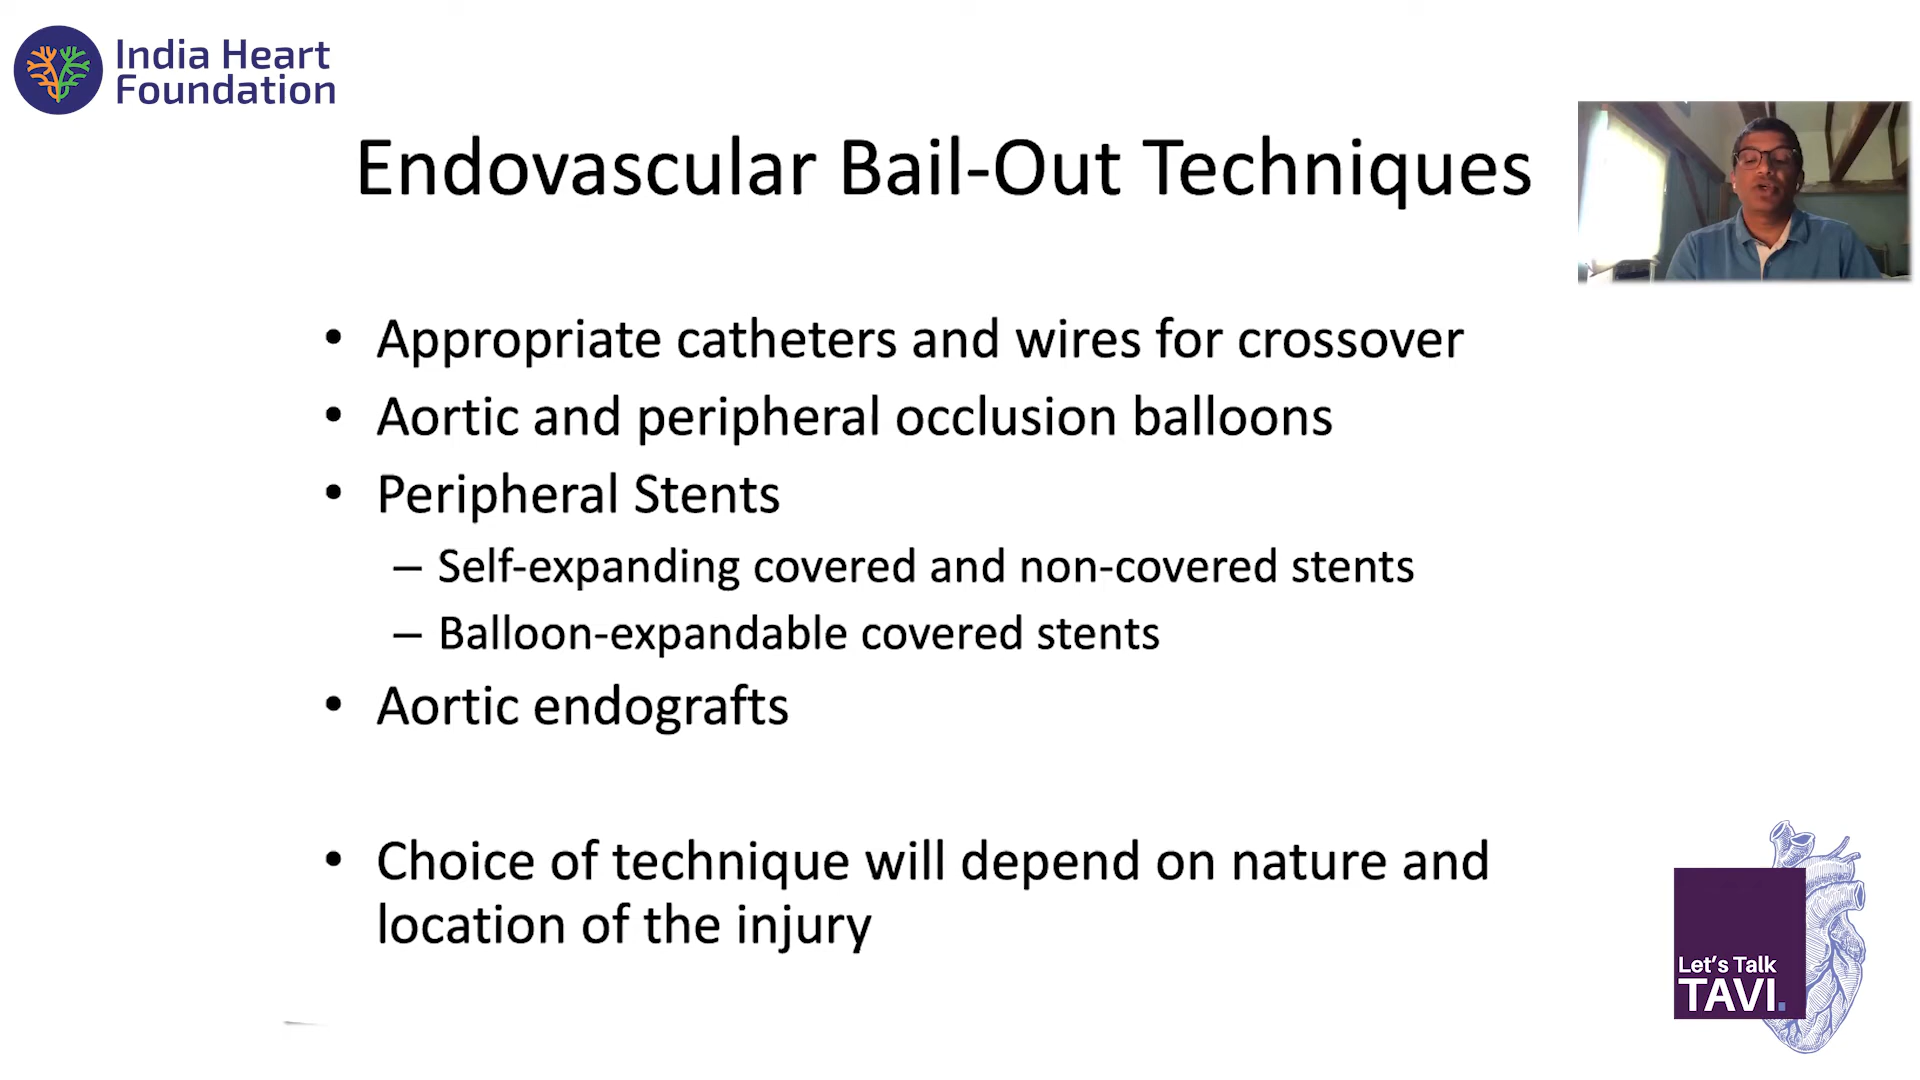 India Heart
Foundation
Endovascular Bail-Out Techniques
• Appropriate catheters and wires for crossover
• Aortic and peripheral occlusion balloons
• Peripheral Stents
– Self-expanding covered and non-covered stents
– Balloon-expandable covered stents
• Aortic endografts
• Choice of technique will depend on nature and
location of the injury
Let's Talk
TAVI.